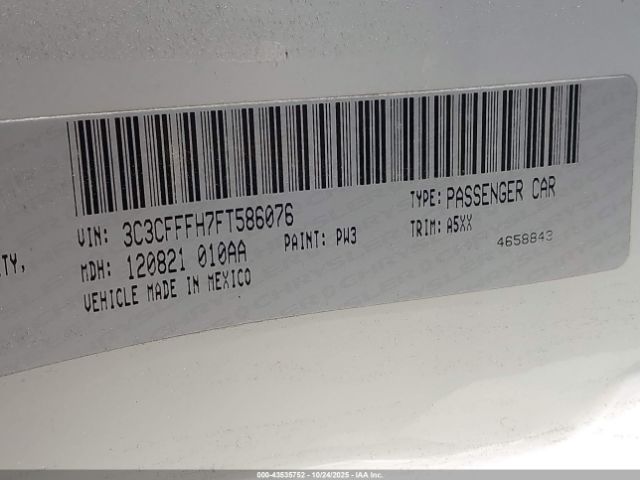 VIN: 3C3CFFFH7FT586076
TYPE: PASSENGER CAR
TY,
MDH: 120821 010AA
PAINT: PW3
TRIM: A5XX
VEHICLE MADE IN MEXICO
4658843
000-43535752 - 10/24/2025 - IAA Inc.